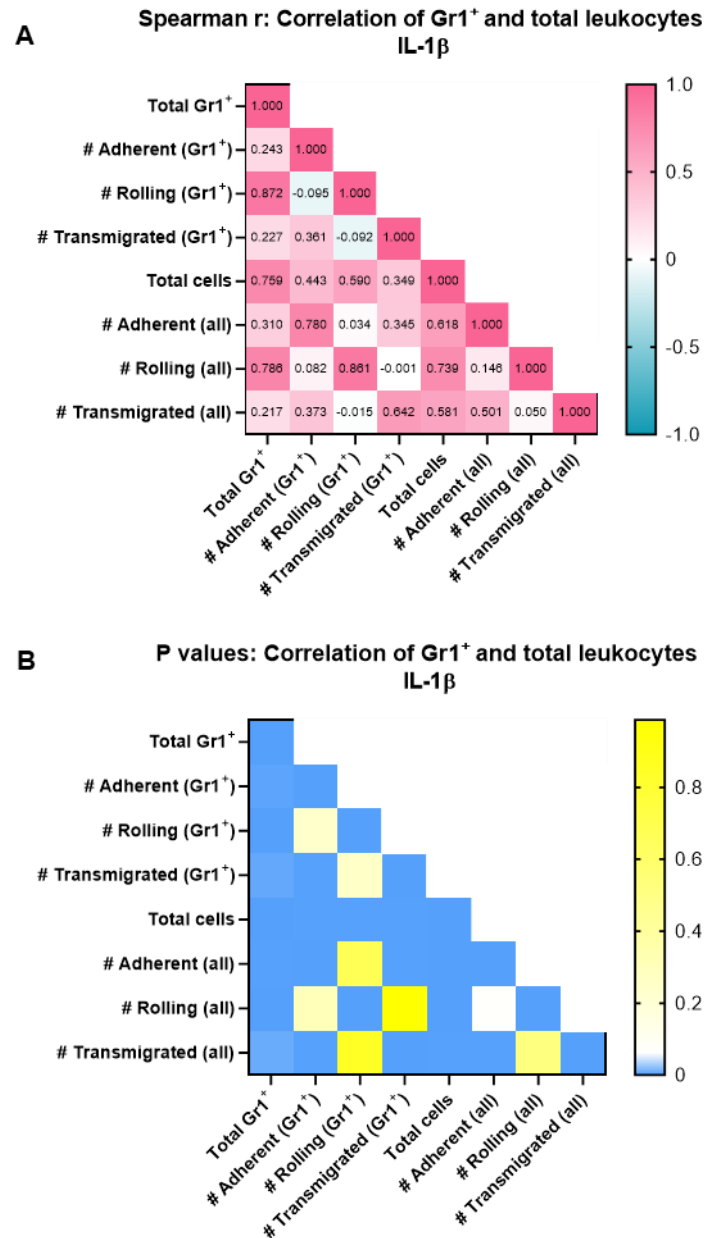 A
Spearman r: Correlation of Gr1⁺ and total leukocytes
IL-1β
Total Gr1⁺ 1.000
# Adherent (Gr1⁺) 0.243 1.000
# Rolling (Gr1⁺) 0.872 -0.095 1.000
# Transmigrated (Gr1⁺) 0.227 0.361 -0.092 1.000
Total cells 0.759 0.443 0.590 0.349 1.000
# Adherent (all) 0.310 0.780 0.034 0.345 0.618 1.000
# Rolling (all) 0.786 0.082 0.861 -0.001 0.739 0.146 1.000
# Transmigrated (all) 0.217 0.373 -0.015 0.642 0.581 0.501 0.050 1.000
Total Gr1⁺
# Adherent (Gr1⁺)
# Rolling (Gr1⁺)
# Transmigrated (Gr1⁺)
Total cells
# Adherent (all)
# Rolling (all)
# Transmigrated (all)
1.0
0.5
0
-0.5
-1.0
B
P values: Correlation of Gr1⁺ and total leukocytes
IL-1β
Total Gr1⁺
# Adherent (Gr1⁺)
# Rolling (Gr1⁺)
# Transmigrated (Gr1⁺)
Total cells
# Adherent (all)
# Rolling (all)
# Transmigrated (all)
Total Gr1⁺
# Adherent (Gr1⁺)
# Rolling (Gr1⁺)
# Transmigrated (Gr1⁺)
Total cells
# Adherent (all)
# Rolling (all)
# Transmigrated (all)
0.8
0.6
0.4
0.2
0